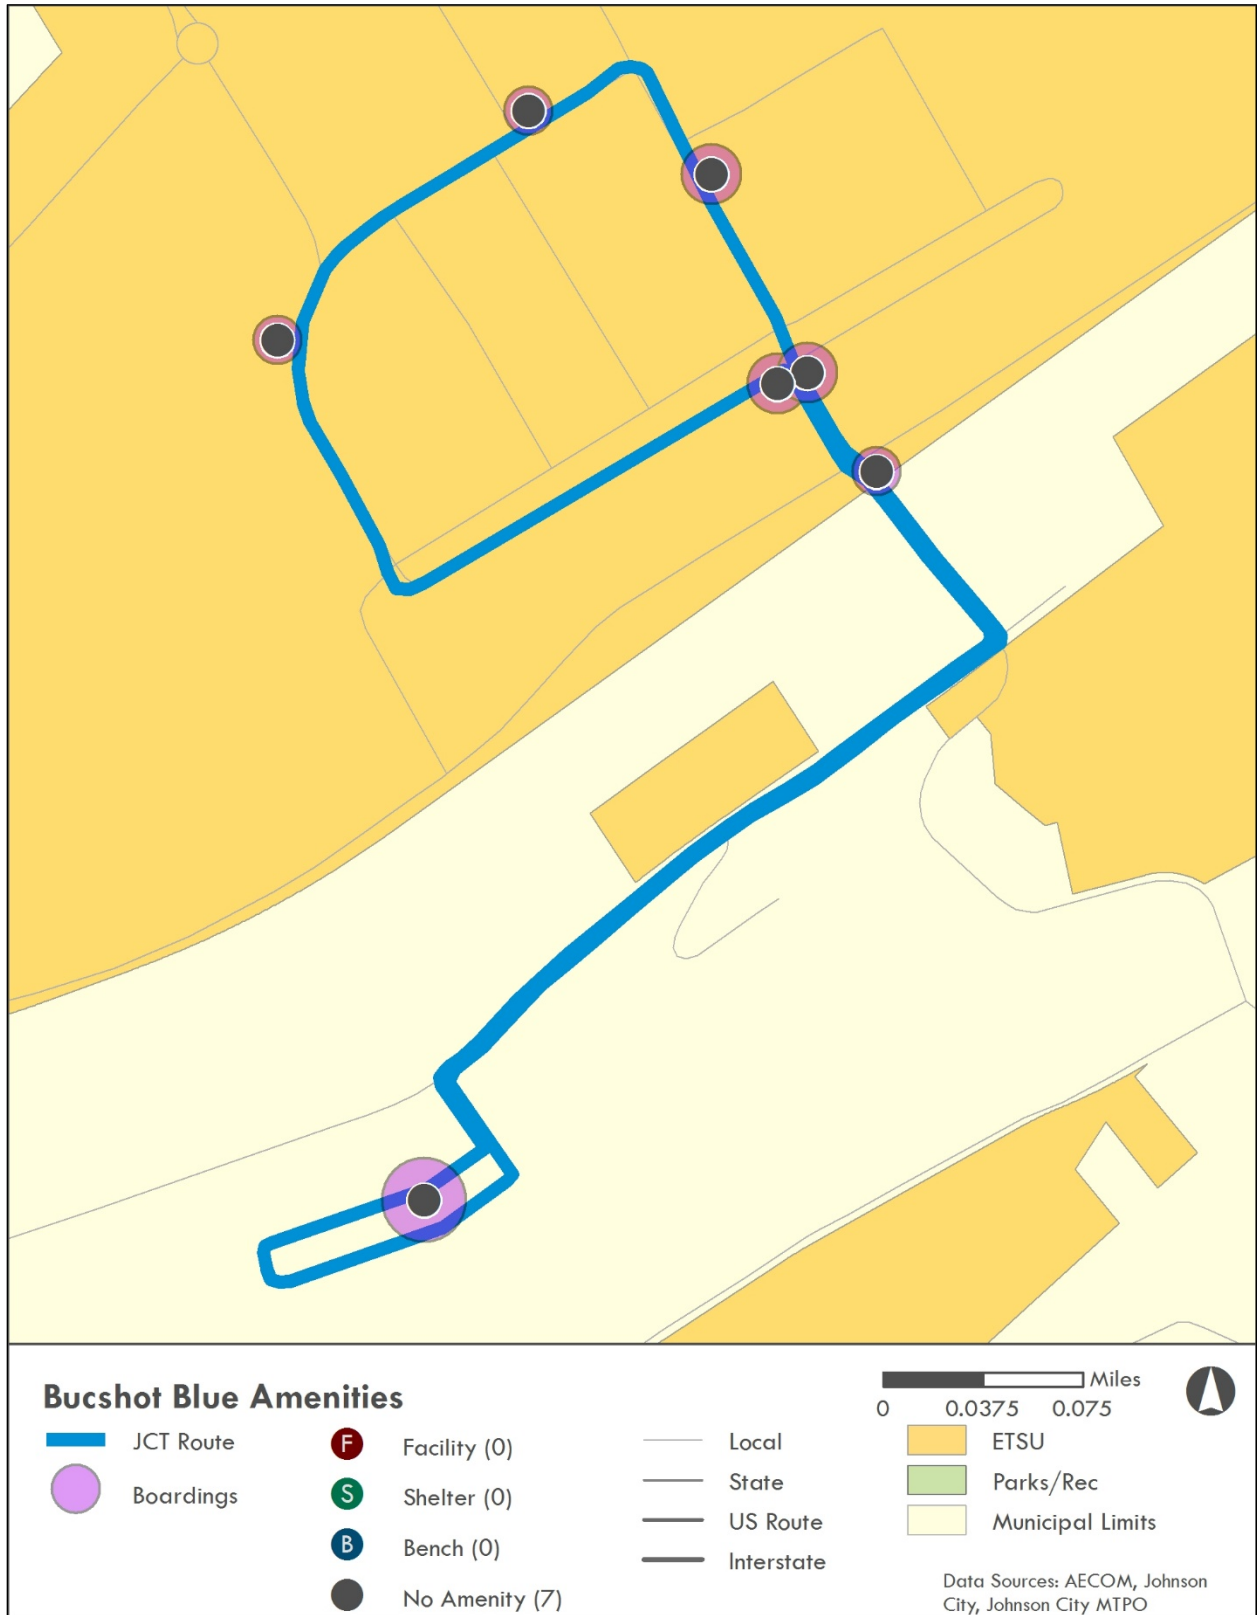 Bucshot Blue Amenities
JCT Route
Boardings
F Facility (0)
S Shelter (0)
B Bench (0)
No Amenity (7)
Local
State
US Route
Interstate
Miles
0 0.0375 0.075
ETSU
Parks/Rec
Municipal Limits
Data Sources: AECOM, Johnson
City, Johnson City MTPO